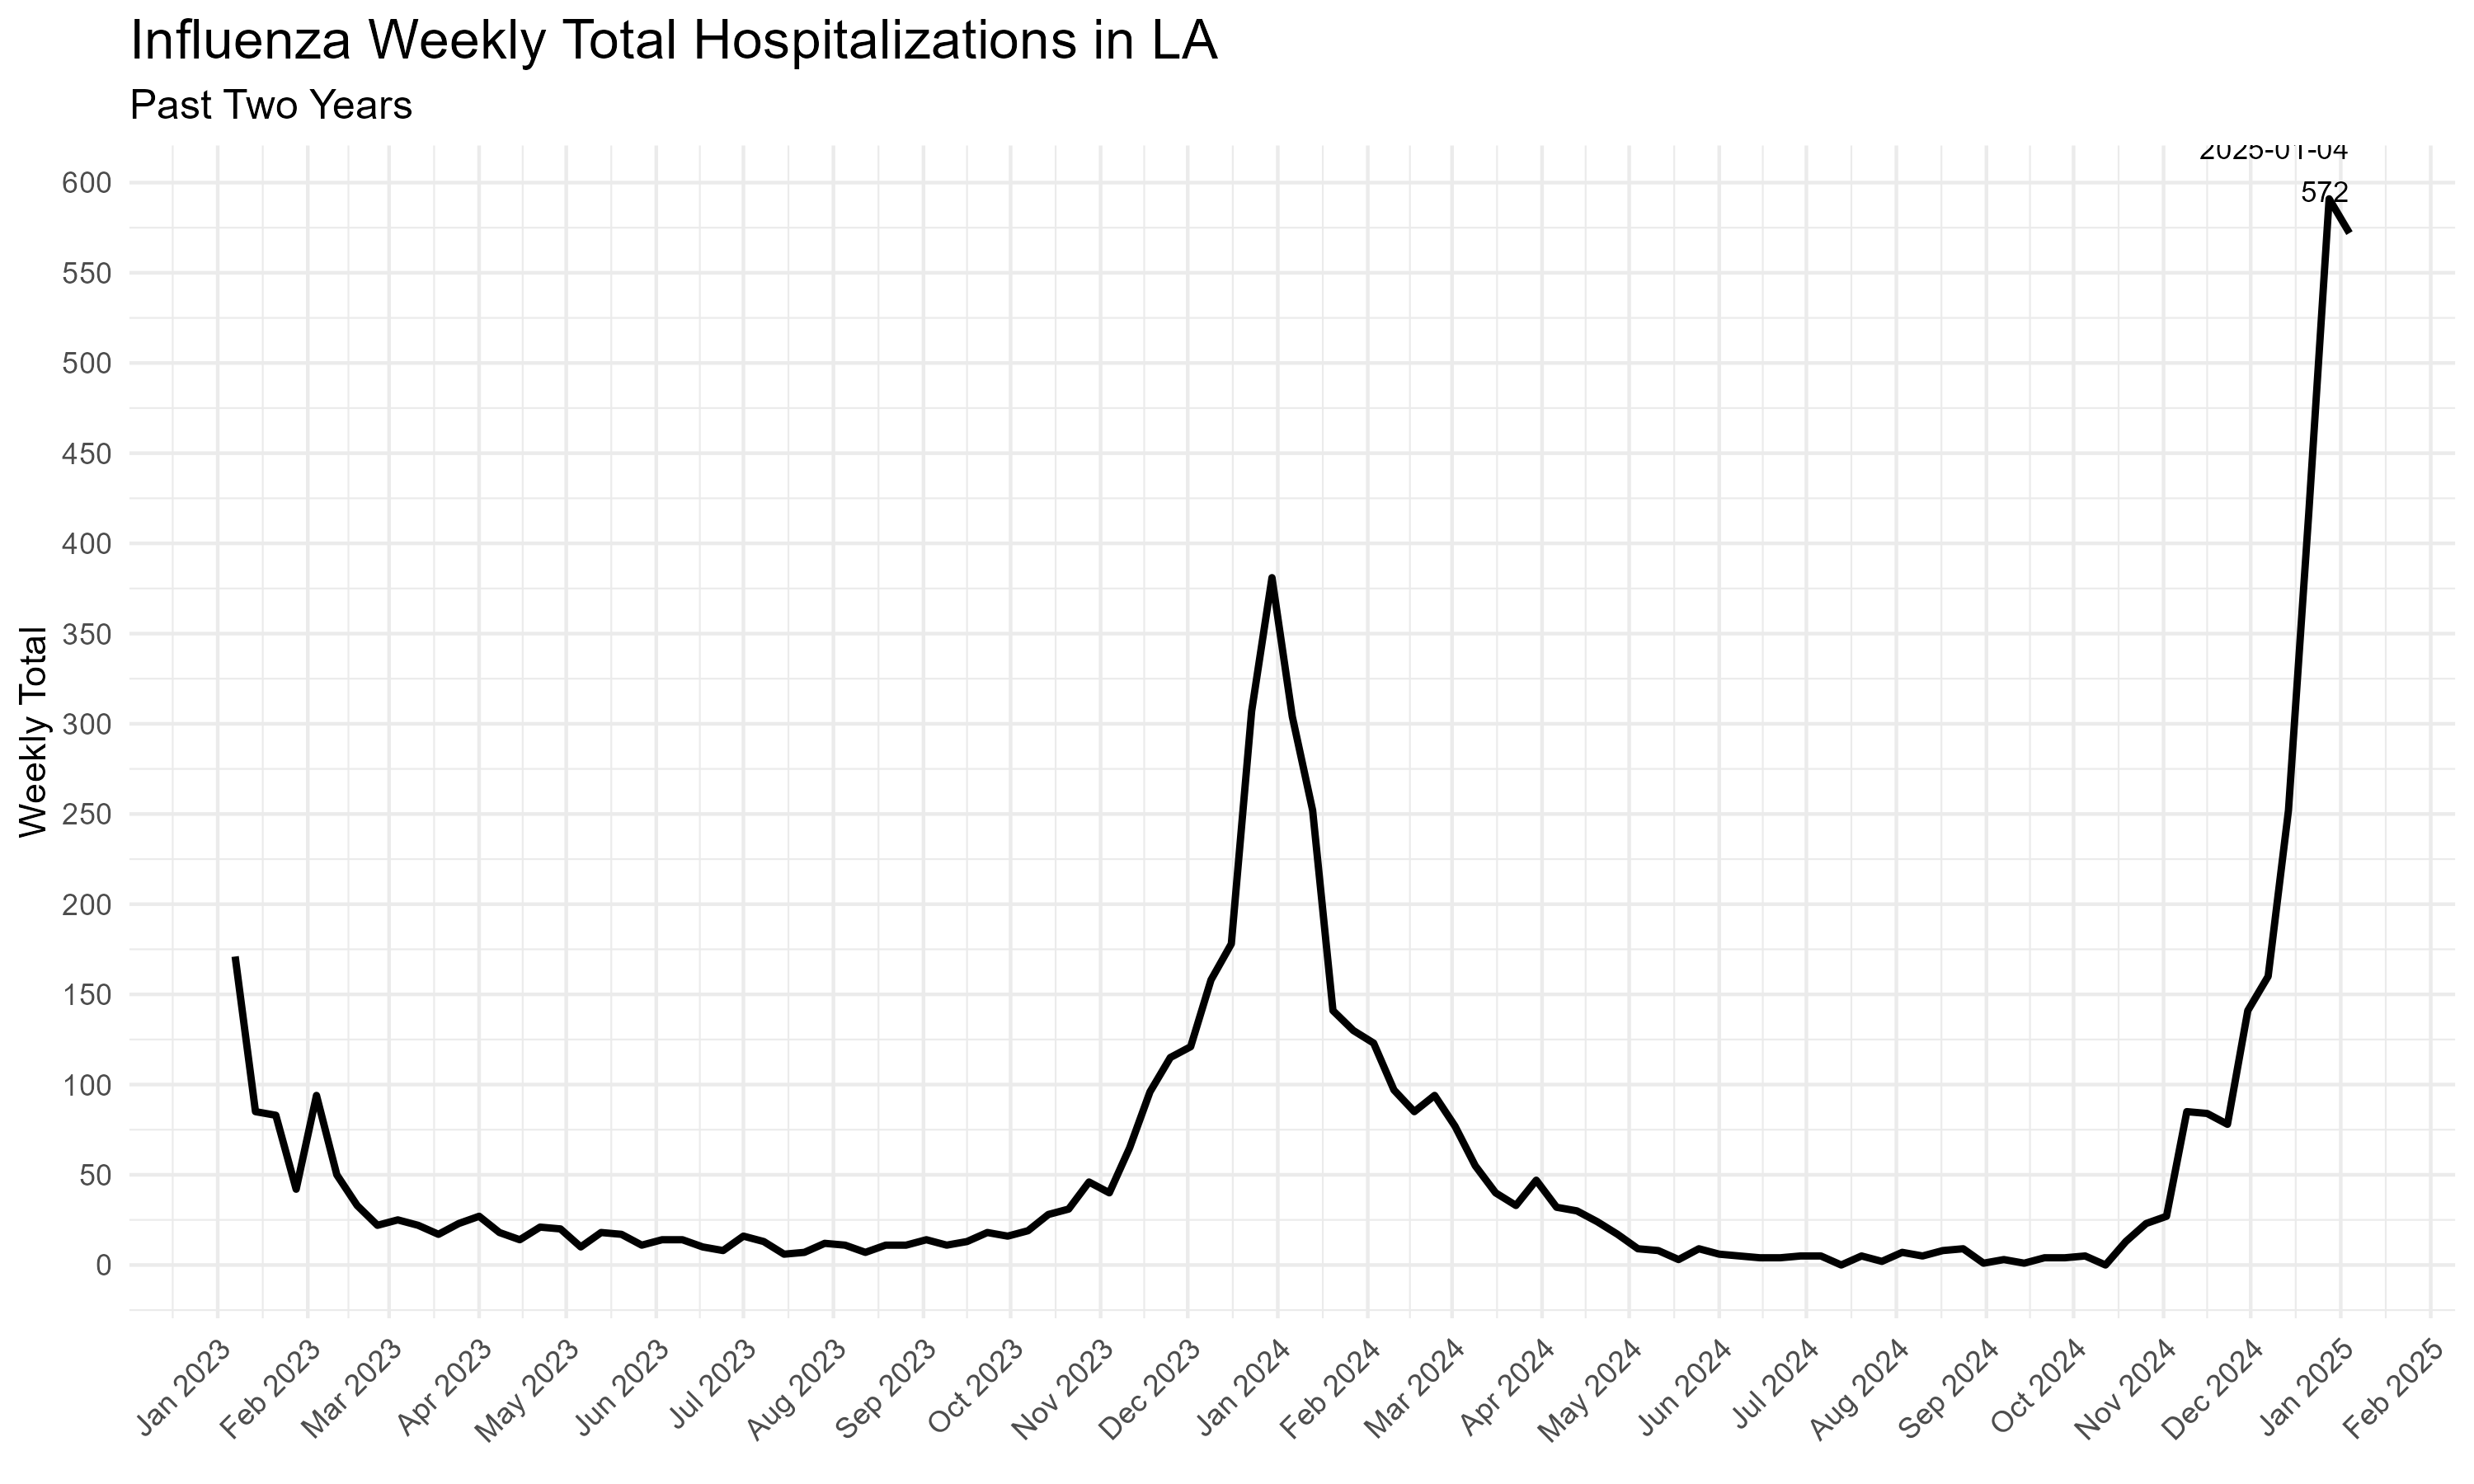 Influenza Weekly Total Hospitalizations in LA
Past Two Years
2025-01-04
572
600
550
500
450
400
350
300
250
200
150
100
50
0
Weekly Total
Jan 2023
Feb 2023
Mar 2023
Apr 2023
May 2023
Jun 2023
Jul 2023
Aug 2023
Sep 2023
Oct 2023
Nov 2023
Dec 2023
Jan 2024
Feb 2024
Mar 2024
Apr 2024
May 2024
Jun 2024
Jul 2024
Aug 2024
Sep 2024
Oct 2024
Nov 2024
Dec 2024
Jan 2025
Feb 2025